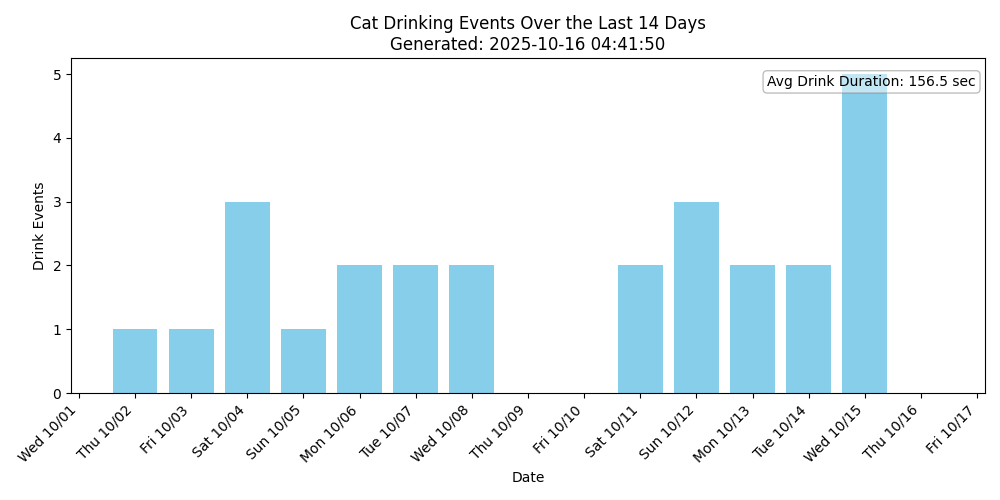 Cat Drinking Events Over the Last 14 Days
Generated: 2025-10-16 04:41:50
Avg Drink Duration: 156.5 sec
Drink Events
5
4
3
2
1
0
Wed 10/01
Thu 10/02
Fri 10/03
Sat 10/04
Sun 10/05
Mon 10/06
Tue 10/07
Wed 10/08
Thu 10/09
Fri 10/10
Sat 10/11
Sun 10/12
Mon 10/13
Tue 10/14
Wed 10/15
Thu 10/16
Fri 10/17
Date